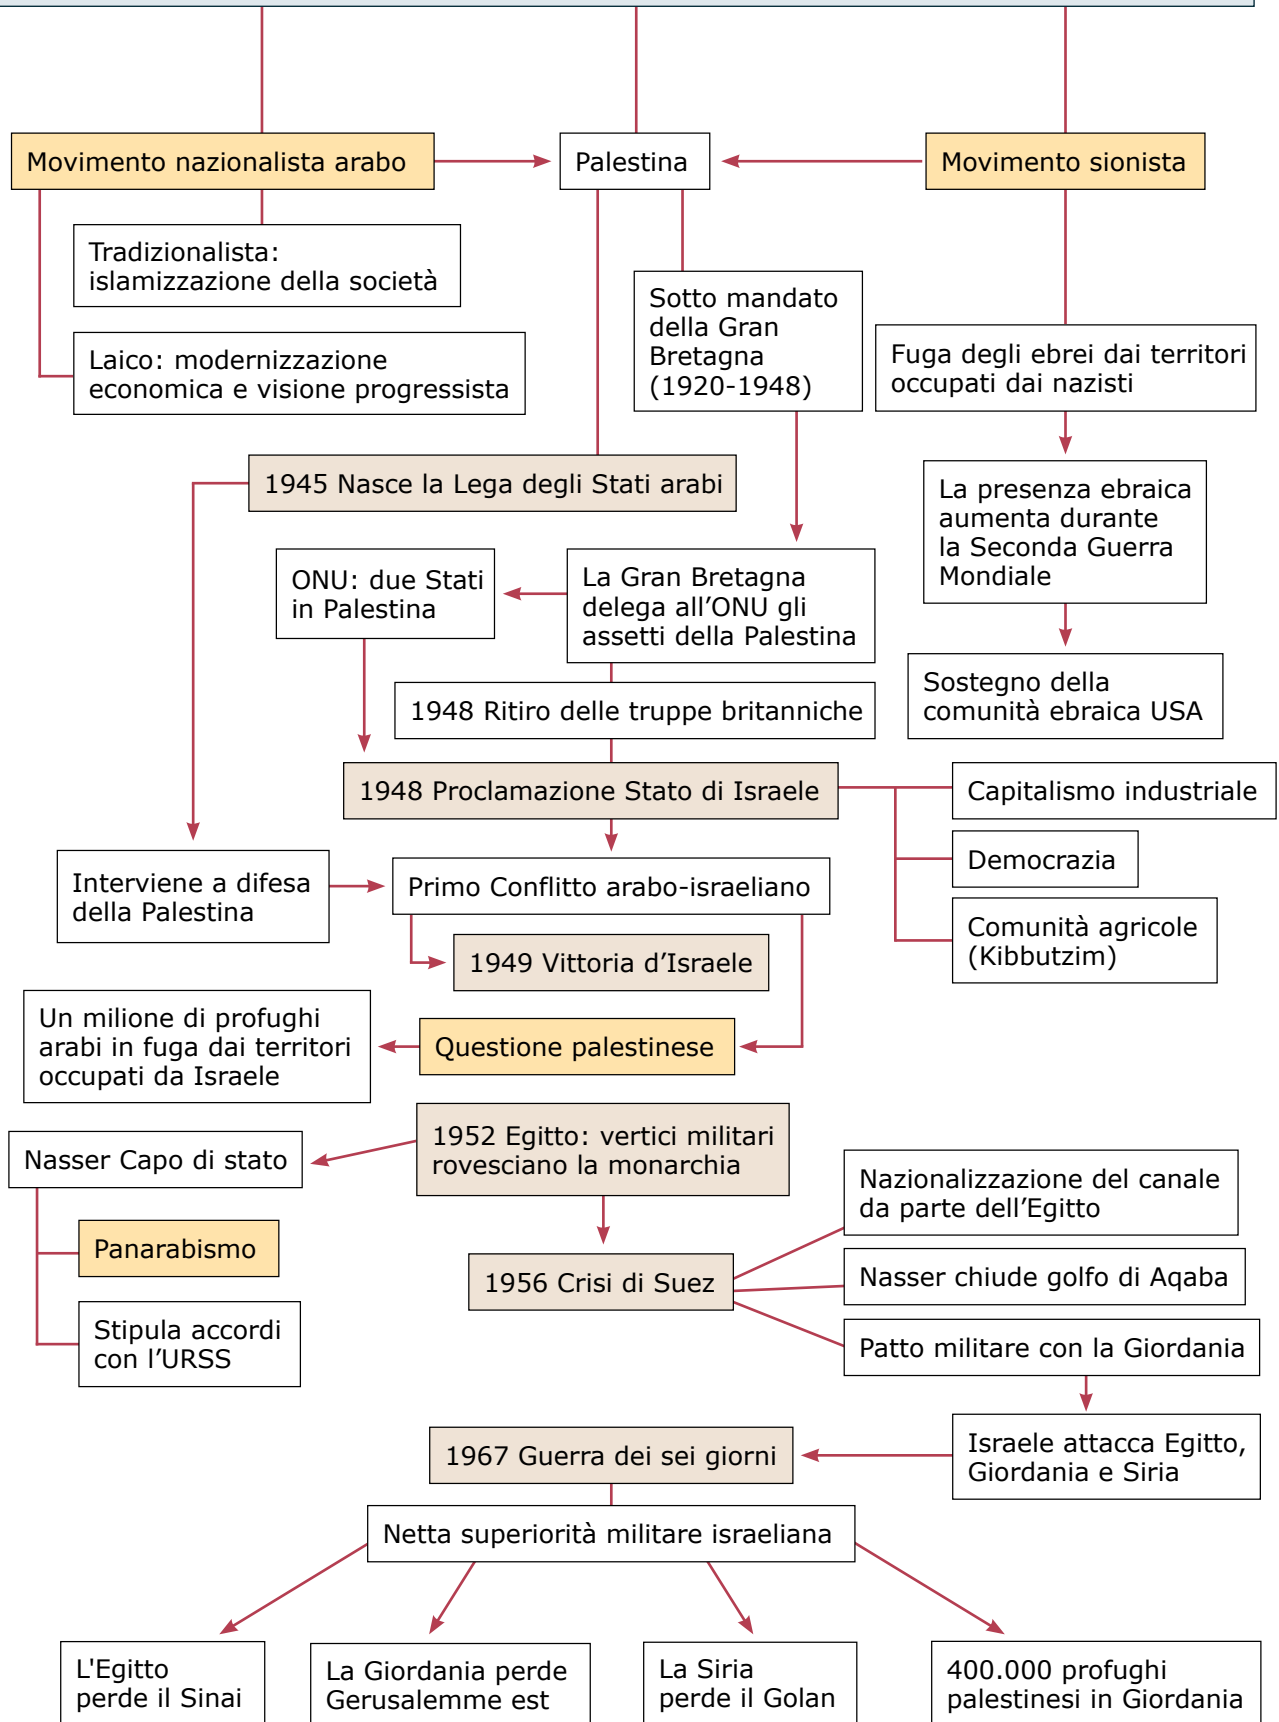 Movimento nazionalista arabo
Palestina
Movimento sionista
Tradizionalista:
islamizzazione della società
Laico: modernizzazione
economica e visione progressista
Sotto mandato
della Gran
Bretagna
(1920-1948)
Fuga degli ebrei dai territori
occupati dai nazisti
1945 Nasce la Lega degli Stati arabi
La presenza ebraica
aumenta durante
la Seconda Guerra
Mondiale
ONU: due Stati
in Palestina
La Gran Bretagna
delega all’ONU gli
assetti della Palestina
Sostegno della
comunità ebraica USA
1948 Ritiro delle truppe britanniche
1948 Proclamazione Stato di Israele
Capitalismo industriale
Democrazia
Comunità agricole
(Kibbutzim)
Interviene a difesa
della Palestina
Primo Conflitto arabo-israeliano
1949 Vittoria d’Israele
Un milione di profughi
arabi in fuga dai territori
occupati da Israele
Questione palestinese
1952 Egitto: vertici militari
rovesciano la monarchia
Nasser Capo di stato
Panarabismo
Stipula accordi
con l’URSS
1956 Crisi di Suez
Nazionalizzazione del canale
da parte dell’Egitto
Nasser chiude golfo di Aqaba
Patto militare con la Giordania
Israele attacca Egitto,
Giordania e Siria
1967 Guerra dei sei giorni
Netta superiorità militare israeliana
L'Egitto
perde il Sinai
La Giordania perde
Gerusalemme est
La Siria
perde il Golan
400.000 profughi
palestinesi in Giordania